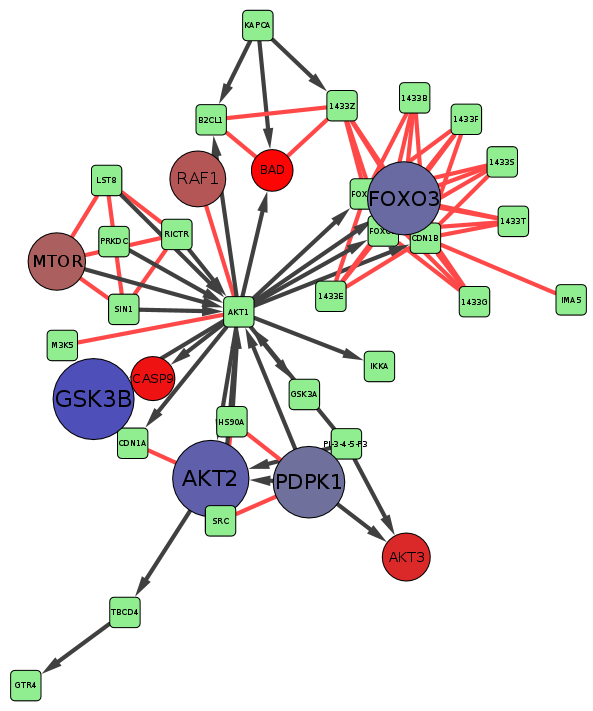 KAPCA
1433B
1433Z
B2CL1
1433F
1433S
BAD
RAF1
LST8
FOXO3
1433T
RICTR
PRKDC
CDN1B
MTOR
1433E
1433G
IMA5
SIN1
AKT1
M3K5
IKKA
CASP9
GSK3B
GSK3A
HS90A
CDN1A
PI-3-4-5-P3
AKT2
PDPK1
SRC
AKT3
TBCD4
GTR4